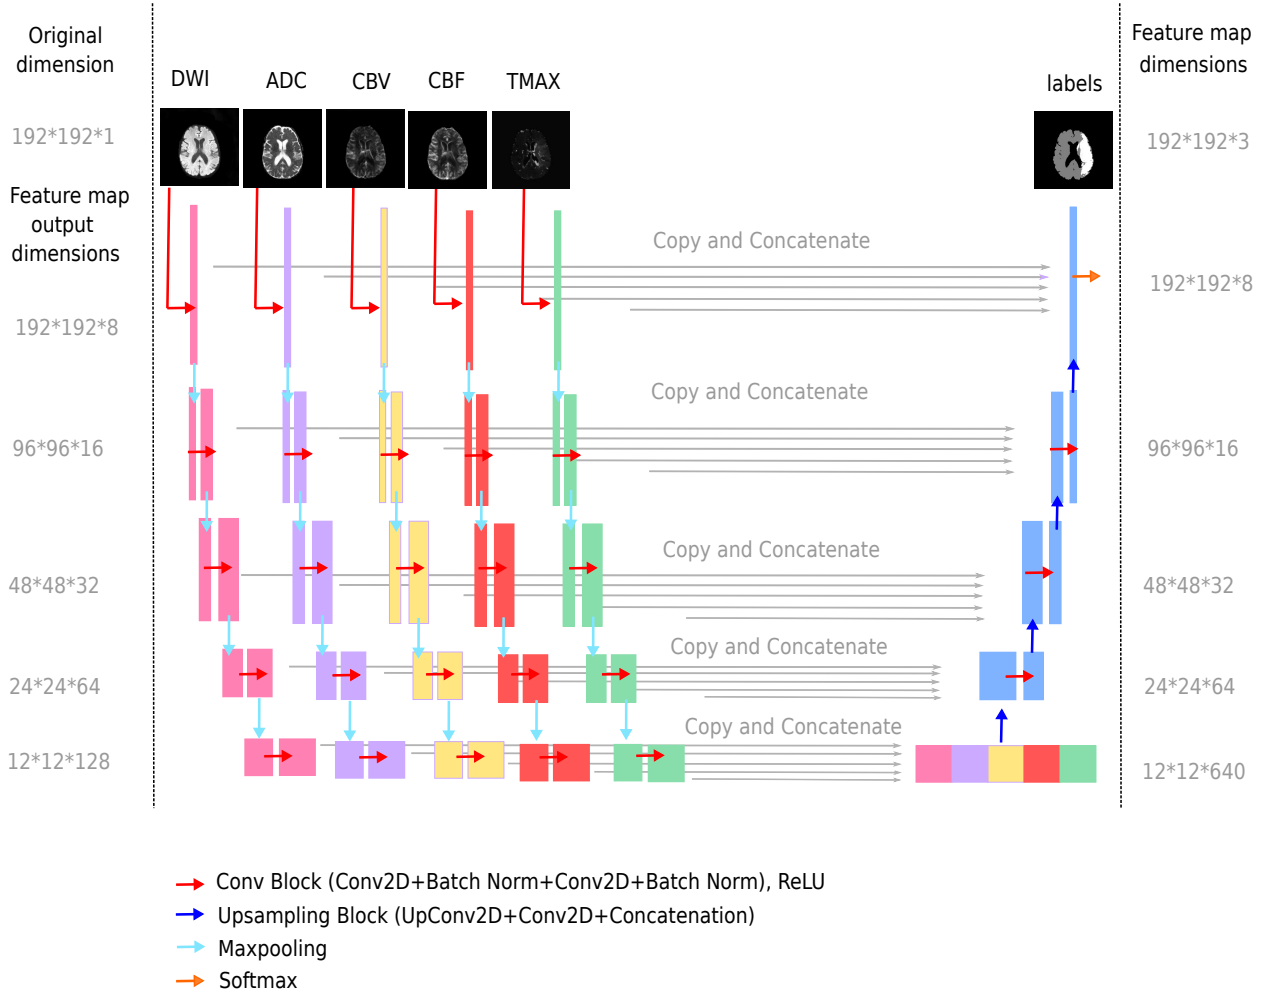 Original
dimension
192*192*1
Feature map
output
dimensions
192*192*8
96*96*16
48*48*32
24*24*64
12*12*128
DWI
ADC
CBV
CBF
TMAX
labels
Copy and Concatenate
Copy and Concatenate
Copy and Concatenate
Copy and Concatenate
Copy and Concatenate
Feature map
dimensions
192*192*3
192*192*8
96*96*16
48*48*32
24*24*64
12*12*640
Conv Block (Conv2D+Batch Norm+Conv2D+Batch Norm), ReLU
Upsampling Block (UpConv2D+Conv2D+Concatenation)
Maxpooling
Softmax